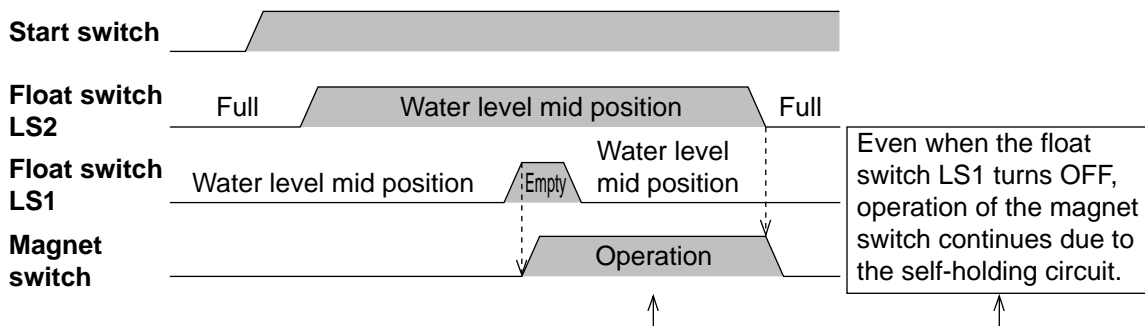 Start switch
Float switch
LS2
Full
Water level mid position
Full
Float switch
LS1
Water level mid position
Empty
Water level
mid position
Magnet
switch
Operation
Even when the float
switch LS1 turns OFF,
operation of the magnet
switch continues due to
the self-holding circuit.